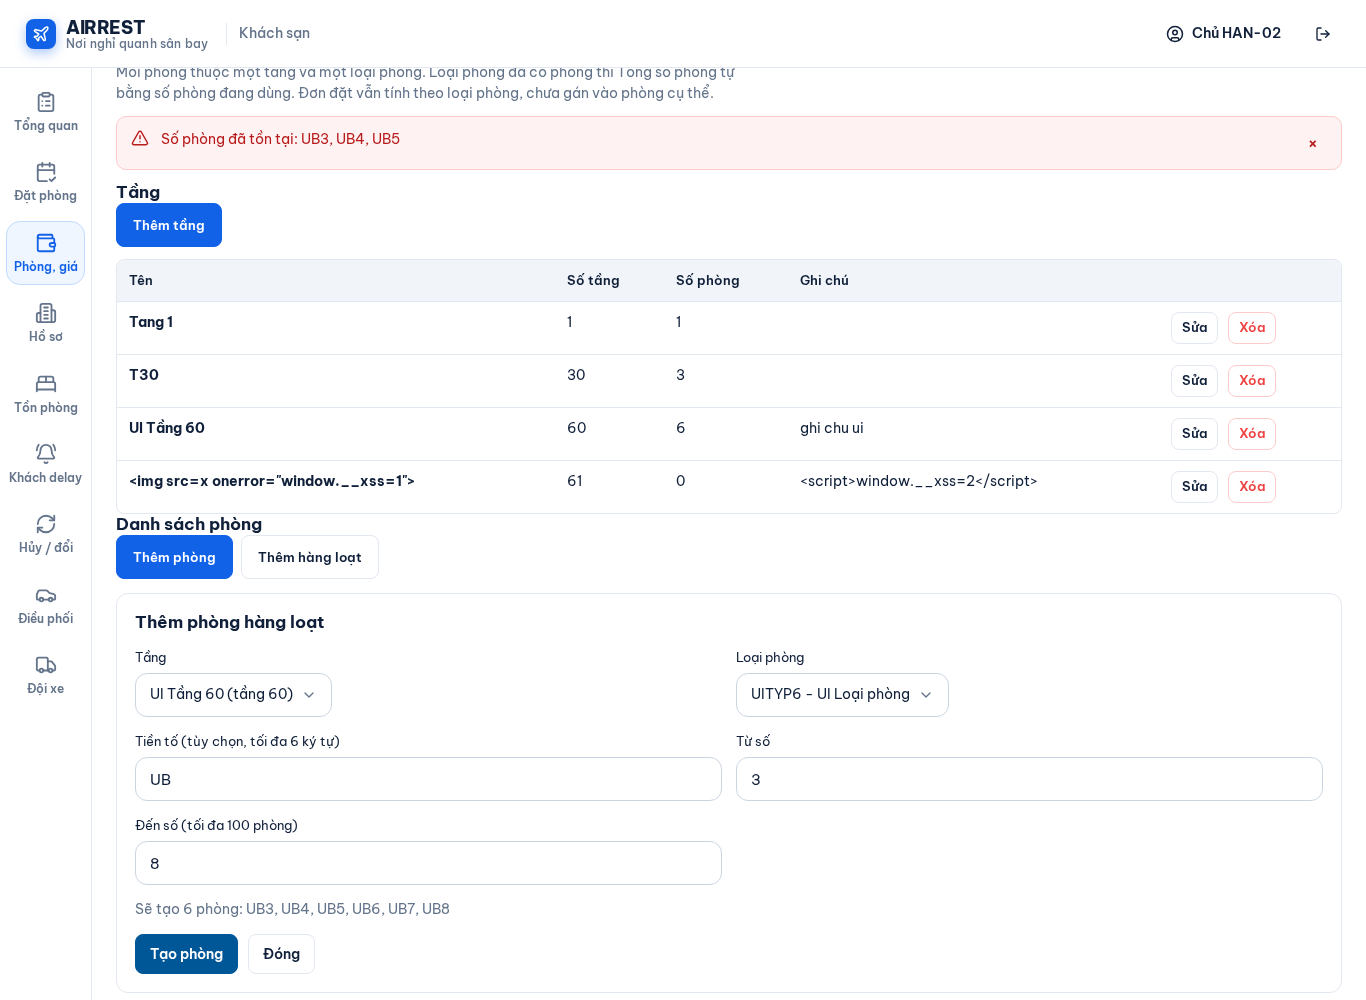 AIRREST
Nơi nghỉ quanh sân bay
Khách sạn
Chủ HAN-02
Tổng quan
Đặt phòng
Phòng, giá
Hồ sơ
Tồn phòng
Khách delay
Hủy / đổi
Điều phối
Đội xe
Mỗi phòng thuộc một tầng và một loại phòng. Loại phòng đã có phòng thì Tổng số phòng tự
bằng số phòng đang dùng. Đơn đặt vẫn tính theo loại phòng, chưa gán vào phòng cụ thể.
Số phòng đã tồn tại: UB3, UB4, UB5
×
Tầng
Thêm tầng
Tên Số tầng Số phòng Ghi chú
Tang 1 1 1 Sửa Xóa
T30 30 3 Sửa Xóa
UI Tầng 60 60 6 ghi chu ui Sửa Xóa
<img src=x onerror="window.__xss=1"> 61 0 <script>window.__xss=2</script> Sửa Xóa
Danh sách phòng
Thêm phòng Thêm hàng loạt
Thêm phòng hàng loạt
Tầng Loại phòng
UI Tầng 60 (tầng 60) UITYP6 - UI Loại phòng
Tiền tố (tùy chọn, tối đa 6 ký tự) Từ số
UB 3
Đến số (tối đa 100 phòng)
8
Sẽ tạo 6 phòng: UB3, UB4, UB5, UB6, UB7, UB8
Tạo phòng Đóng